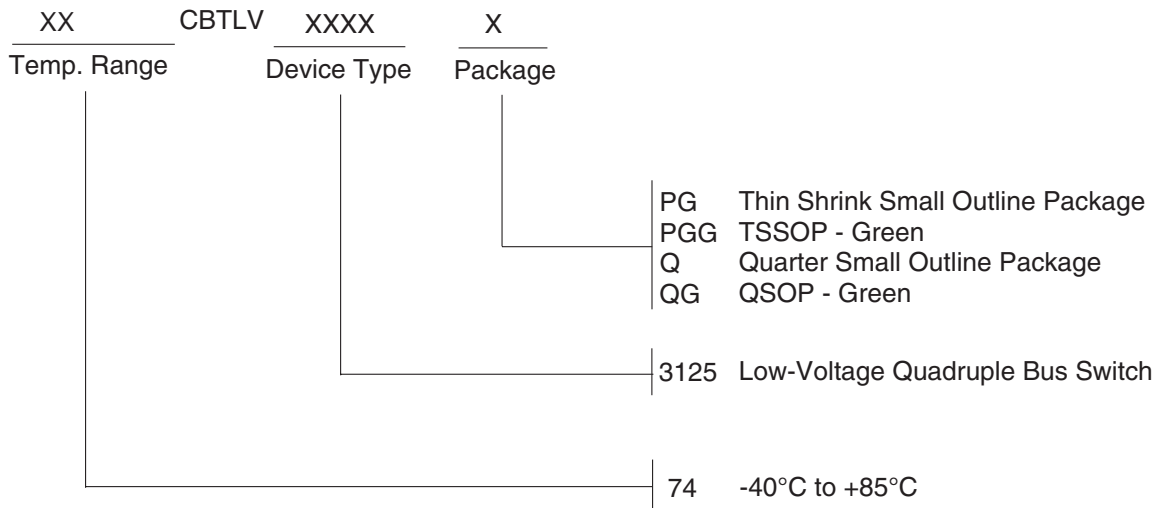 XX CBTLV XXXX X
Temp. Range Device Type Package
PG Thin Shrink Small Outline Package
PGG TSSOP - Green
Q Quarter Small Outline Package
QG QSOP - Green
3125 Low-Voltage Quadruple Bus Switch
74 -40°C to +85°C